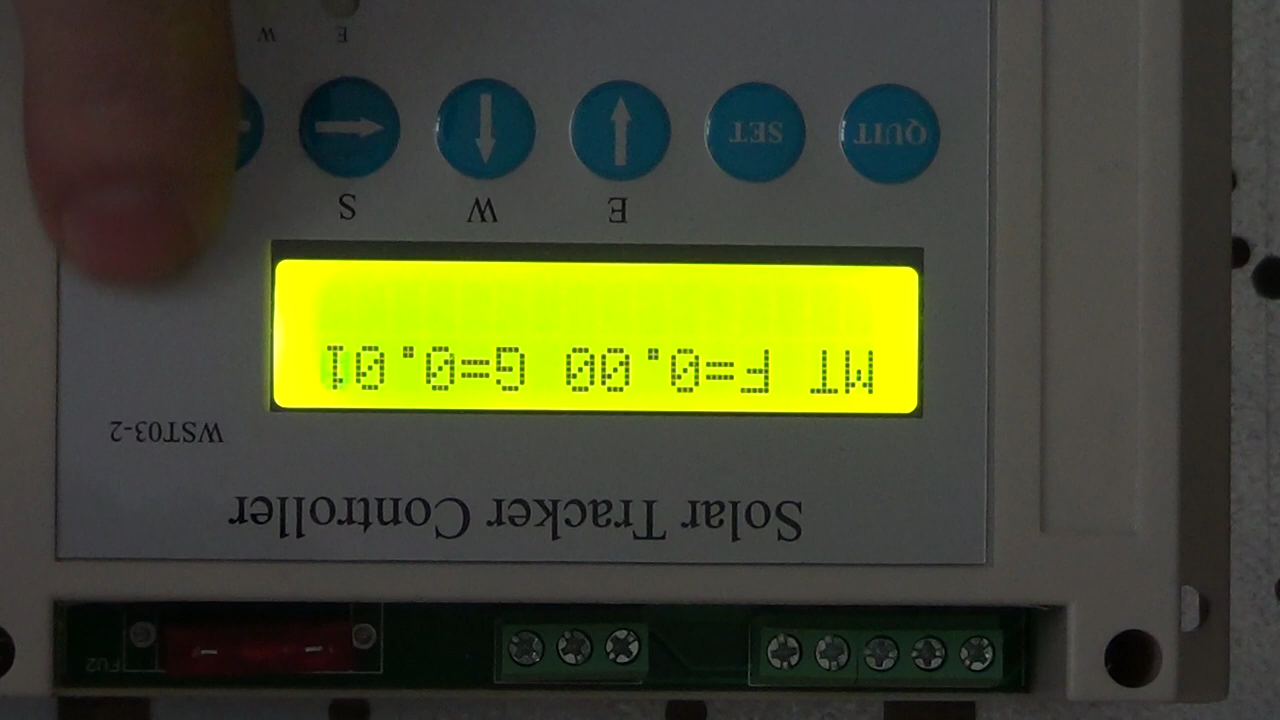 FU2
Solar Tracker Controller
WST03-2
MT F=0.00 G=0.01
E W S
QUIT SET
E W